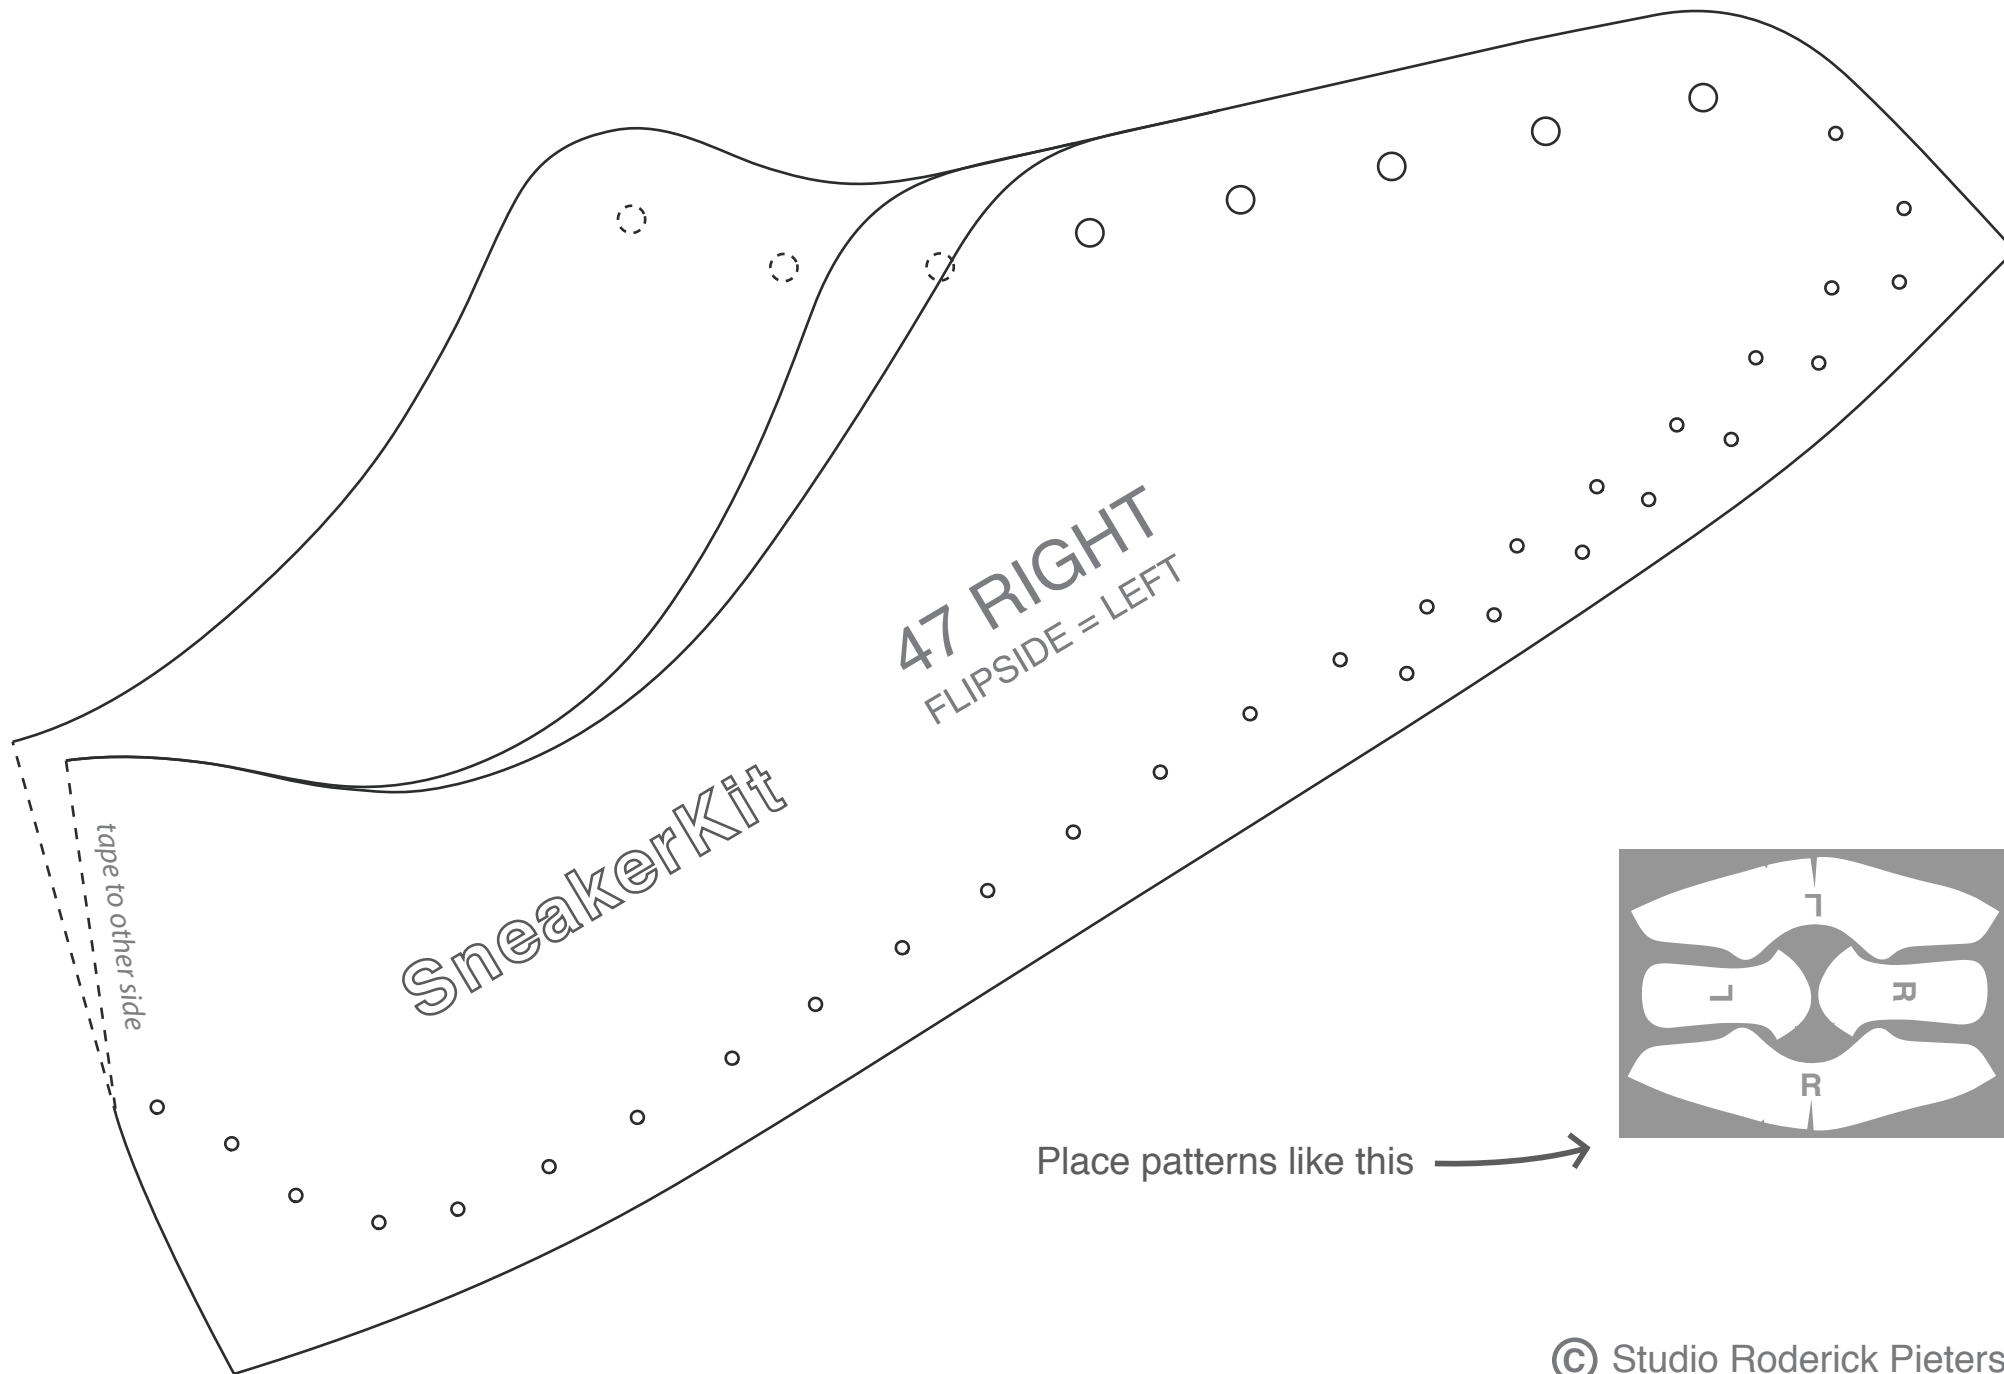 47 RIGHT
FLIPSIDE = LEFT
SneakerKit
tape to other side
L
L
R
R
Place patterns like this
© Studio Roderick Pieters